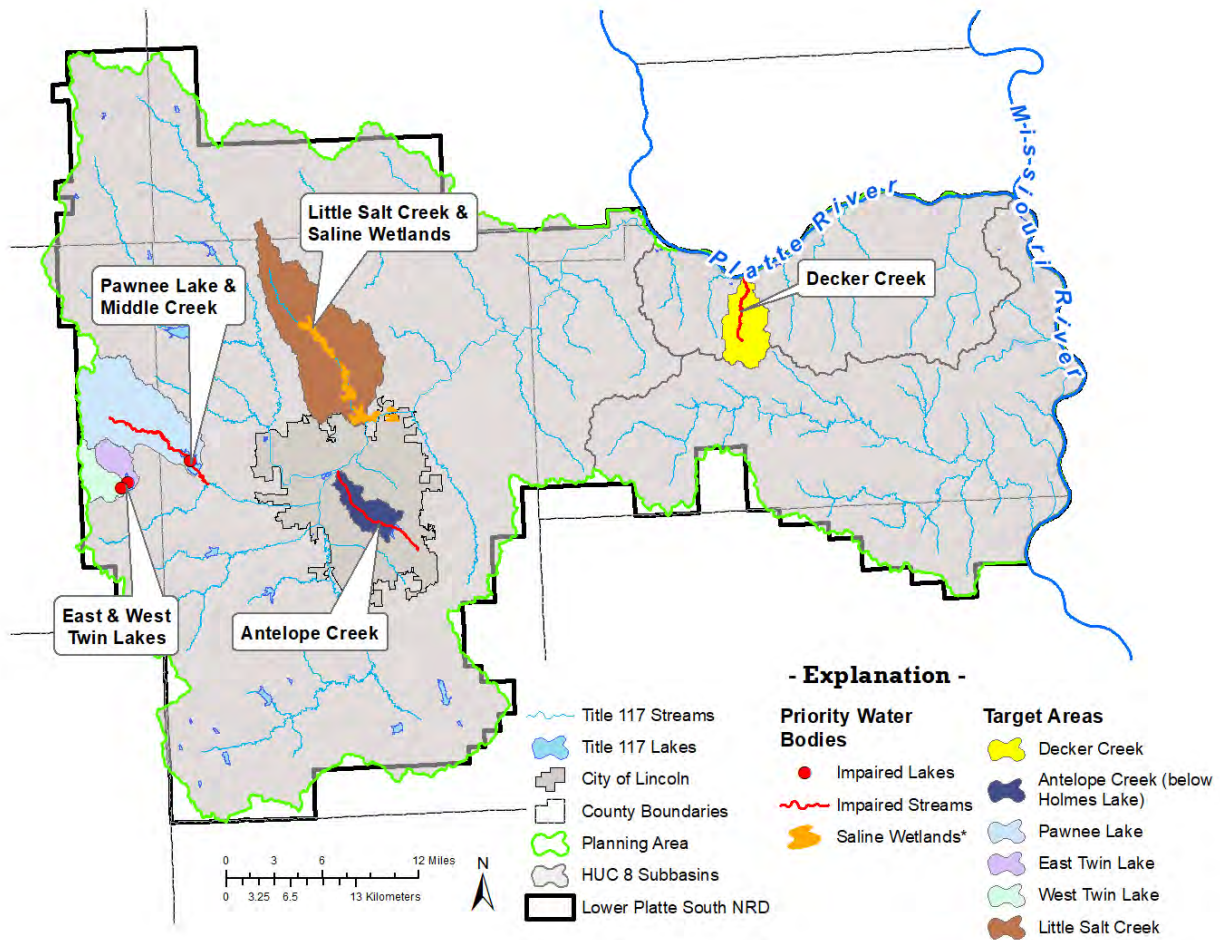 Little Salt Creek &
Saline Wetlands
Pawnee Lake &
Middle Creek
Platte River
Missouri River
Decker Creek
East & West
Twin Lakes
Antelope Creek
- Explanation -
Title 117 Streams
Title 117 Lakes
City of Lincoln
County Boundaries
Planning Area
HUC 8 Subbasins
Lower Platte South NRD
Priority Water
Bodies
Impaired Lakes
Impaired Streams
Saline Wetlands*
Target Areas
Decker Creek
Antelope Creek (below
Holmes Lake)
Pawnee Lake
East Twin Lake
West Twin Lake
Little Salt Creek
0 3 6 12 Miles
0 3.25 6.5 13 Kilometers
N